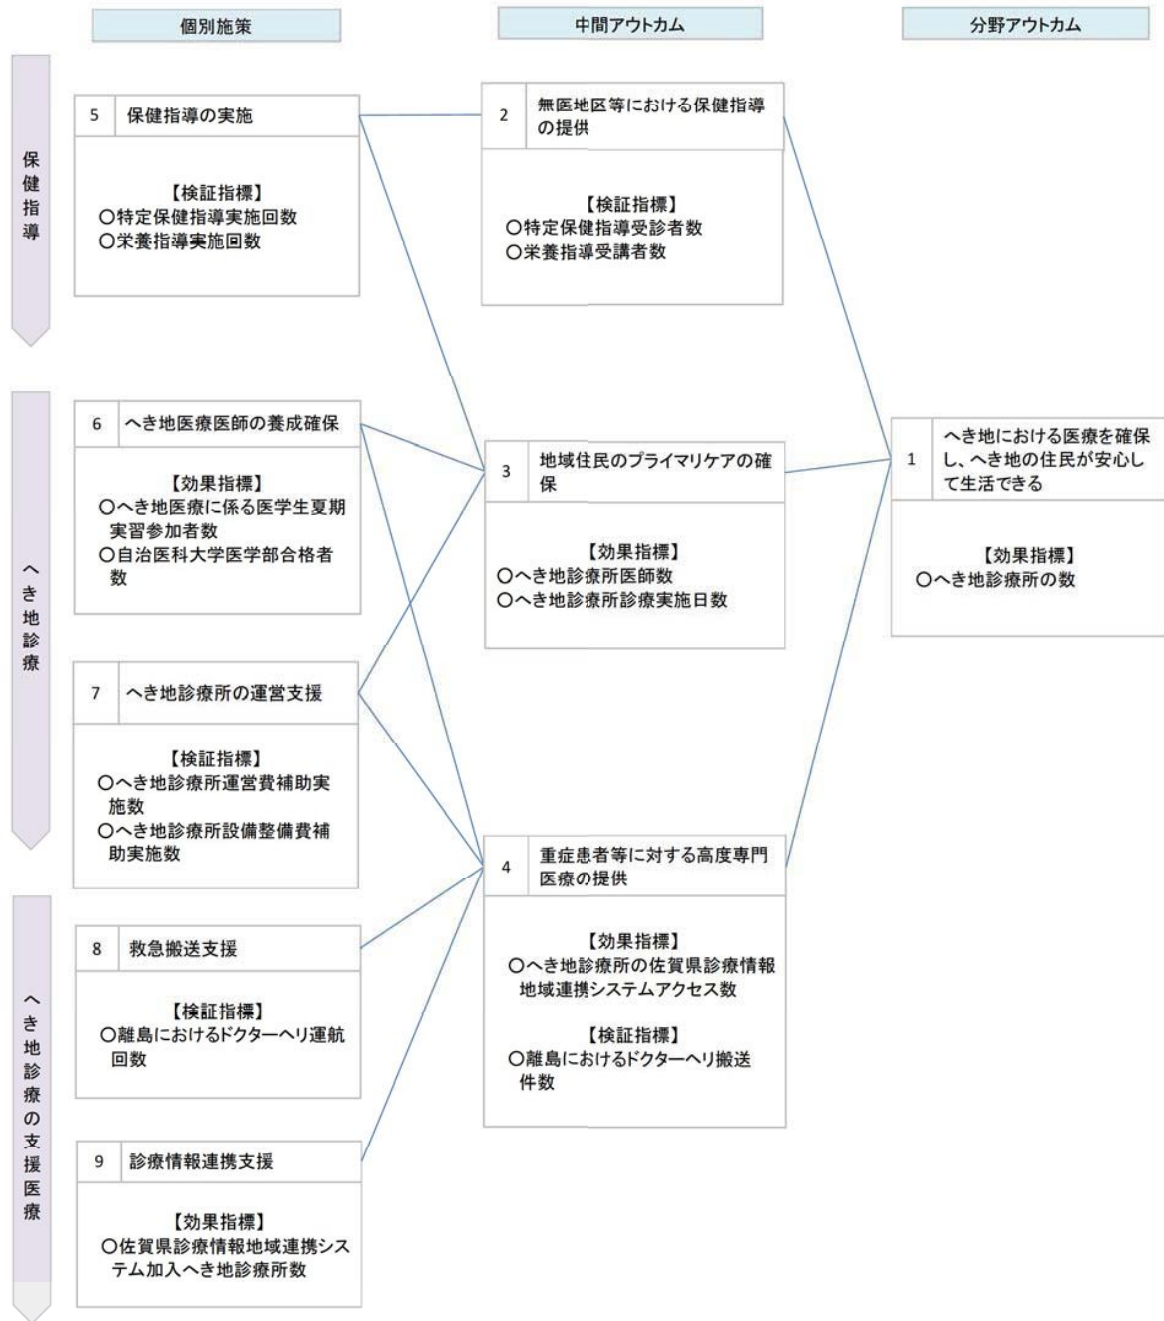 個別施策
中間アウトカム
分野アウトカム
保健指導
5 保健指導の実施
【検証指標】
○特定保健指導実施回数
○栄養指導実施回数
2 無医地区等における保健指導
の提供
【検証指標】
○特定保健指導受診者数
○栄養指導受講者数
へき地診療
6 へき地医療医師の養成確保
【効果指標】
○へき地医療に係る医学生夏期
実習参加者数
○自治医科大学医学部合格者
数
3 地域住民のプライマリケアの確
保
【効果指標】
○へき地診療所医師数
○へき地診療所診療実施日数
1 へき地における医療を確保
し、へき地の住民が安心し
て生活できる
【効果指標】
○へき地診療所の数
7 へき地診療所の運営支援
【検証指標】
○へき地診療所運営費補助実
施数
○へき地診療所設備整備費補
助実施数
4 重症患者等に対する高度専門
医療の提供
【効果指標】
○へき地診療所の佐賀県診療情報
地域連携システムアクセス数
【検証指標】
○離島におけるドクターヘリ搬送
件数
へき地診療の支援医療
8 救急搬送支援
【検証指標】
○離島におけるドクターヘリ運航
回数
9 診療情報連携支援
【効果指標】
○佐賀県診療情報地域連携シス
テム加入へき地診療所数